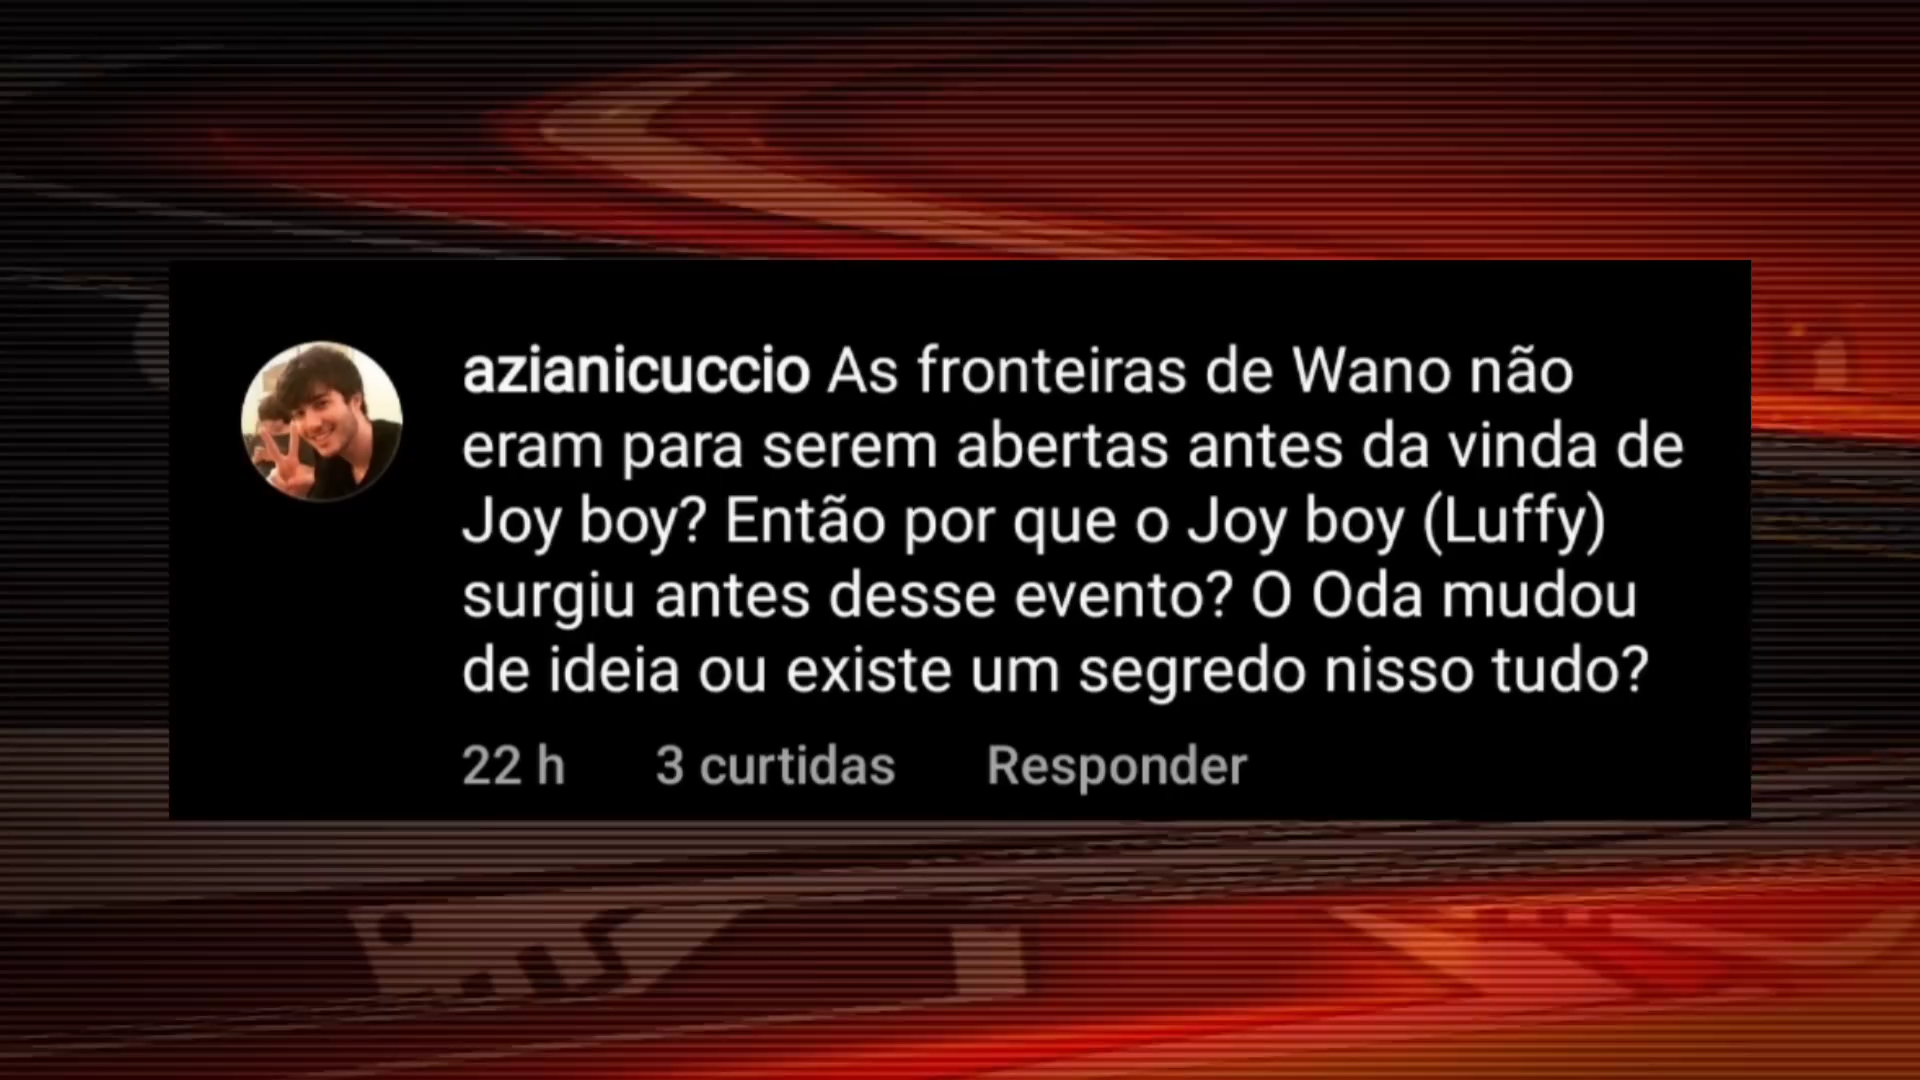 azianicuccio As fronteiras de Wano não
eram para serem abertas antes da vinda de
Joy boy? Então por que o Joy boy (Luffy)
surgiu antes desse evento? O Oda mudou
de ideia ou existe um segredo nisso tudo?
22 h 3 curtidas Responder